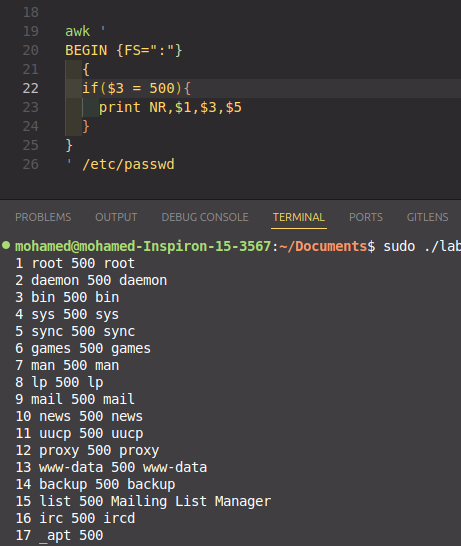 18
19 awk '
20 BEGIN {FS=":"}
21 {
22 if($3 = 500){
23 print NR,$1,$3,$5
24 }
25 }
26 ' /etc/passwd
PROBLEMS OUTPUT DEBUG CONSOLE TERMINAL PORTS GITLENS
mohamed@mohamed-Inspiron-15-3567:~/Documents$ sudo ./lab
1 root 500 root
2 daemon 500 daemon
3 bin 500 bin
4 sys 500 sys
5 sync 500 sync
6 games 500 games
7 man 500 man
8 lp 500 lp
9 mail 500 mail
10 news 500 news
11 uucp 500 uucp
12 proxy 500 proxy
13 www-data 500 www-data
14 backup 500 backup
15 list 500 Mailing List Manager
16 irc 500 ircd
17 _apt 500